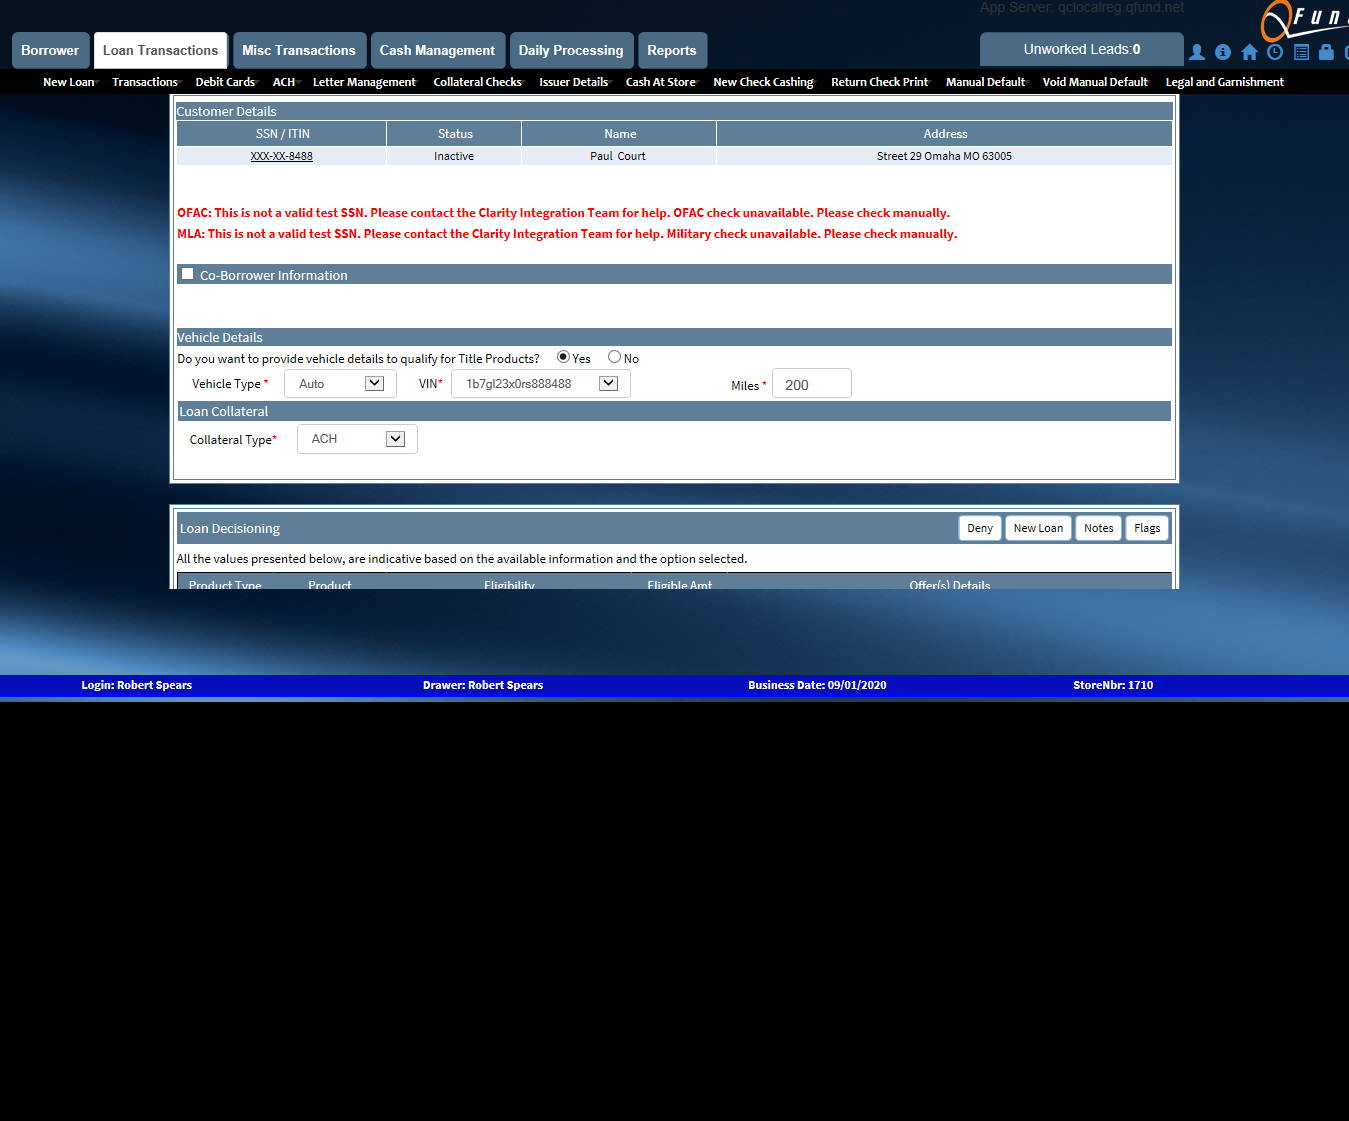 App Server: qclocalreg.qfund.net
Borrower Loan Transactions Misc Transactions Cash Management Daily Processing Reports Unworked Leads:0
New Loan Transactions Debit Cards ACH Letter Management Collateral Checks Issuer Details Cash At Store New Check Cashing Return Check Print Manual Default Void Manual Default Legal and Garnishment
Customer Details
SSN / ITIN Status Name Address
XXX-XX-8488 Inactive Paul Court Street 29 Omaha MO 63005
OFAC: This is not a valid test SSN. Please contact the Clarity Integration Team for help. OFAC check unavailable. Please check manually.
MLA: This is not a valid test SSN. Please contact the Clarity Integration Team for help. Military check unavailable. Please check manually.
Co-Borrower Information
Vehicle Details
Do you want to provide vehicle details to qualify for Title Products? Yes No
Vehicle Type * Auto VIN* 1b7gl23x0rs888488 Miles * 200
Loan Collateral
Collateral Type* ACH
Loan Decisioning Deny New Loan Notes Flags
All the values presented below, are indicative based on the available information and the option selected.
Product Type Product Eligibility Eligible Amt Offer(s) Details
Login: Robert Spears Drawer: Robert Spears Business Date: 09/01/2020 StoreNbr: 1710